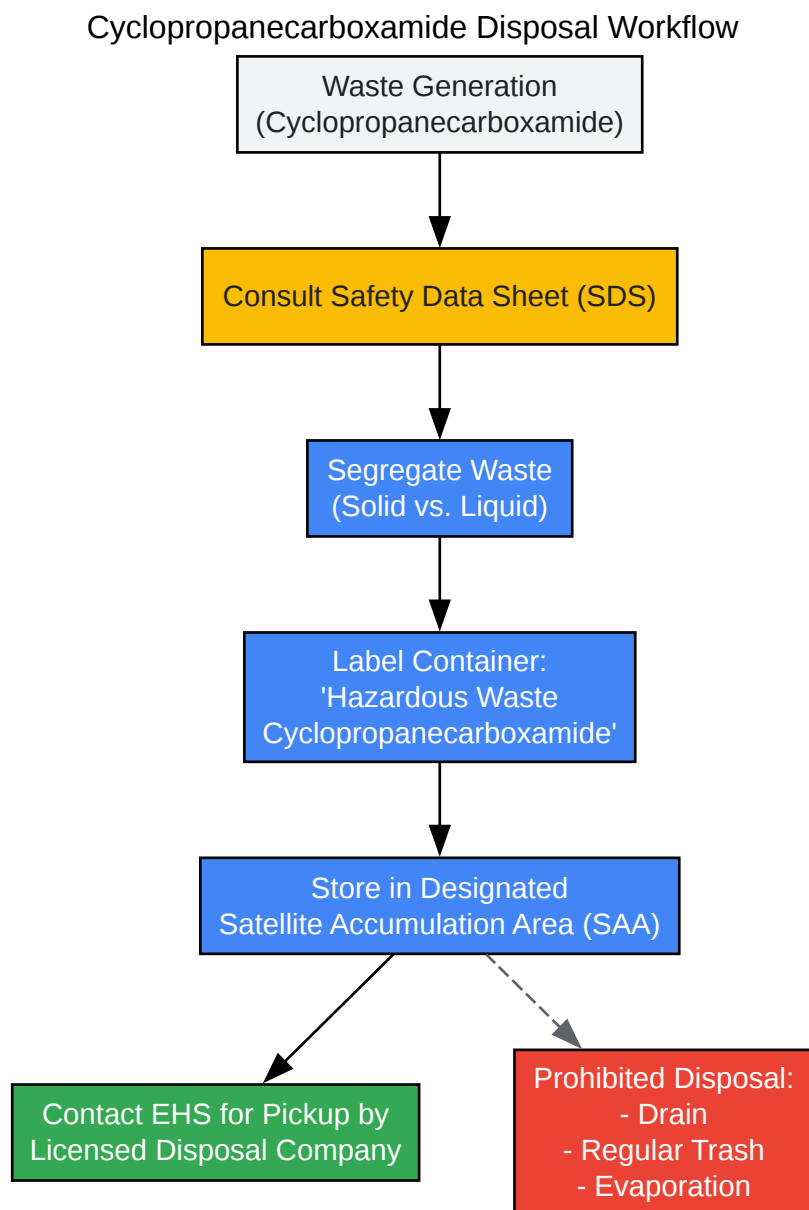 Cyclopropanecarboxamide Disposal Workflow
Waste Generation
(Cyclopropanecarboxamide)
Consult Safety Data Sheet (SDS)
Segregate Waste
(Solid vs. Liquid)
Label Container:
'Hazardous Waste
Cyclopropanecarboxamide'
Store in Designated
Satellite Accumulation Area (SAA)
Contact EHS for Pickup by
Licensed Disposal Company
Prohibited Disposal:
- Drain
- Regular Trash
- Evaporation